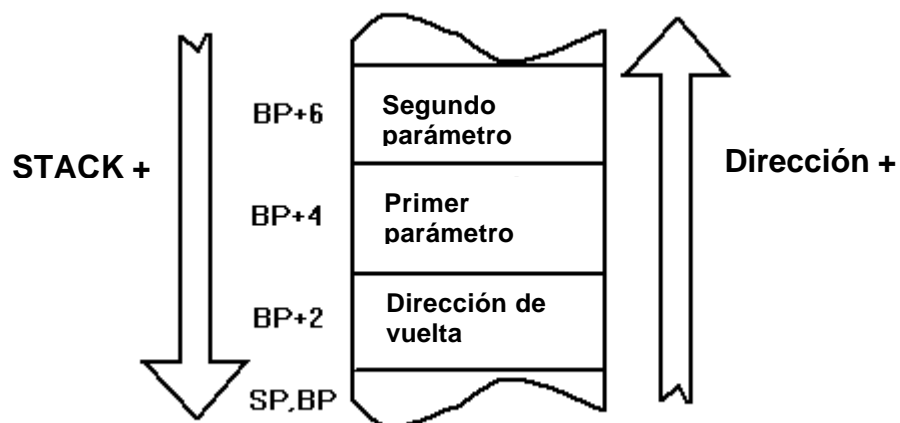 BP+6
Segundo
parámetro
STACK +
Dirección +
BP+4
Primer
parámetro
BP+2
Dirección de
vuelta
SP,BP